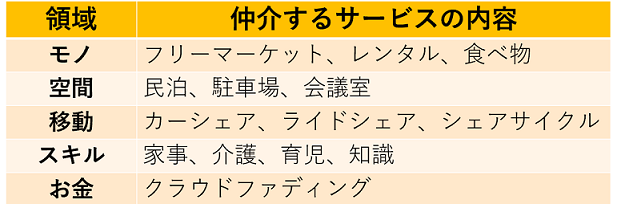 領域 仲介するサービスの内容
モノ フリーマーケット、レンタル、食べ物
空間 民泊、駐車場、会議室
移動 カーシェア、ライドシェア、シェアサイクル
スキル 家事、介護、育児、知識
お金 クラウドファディング